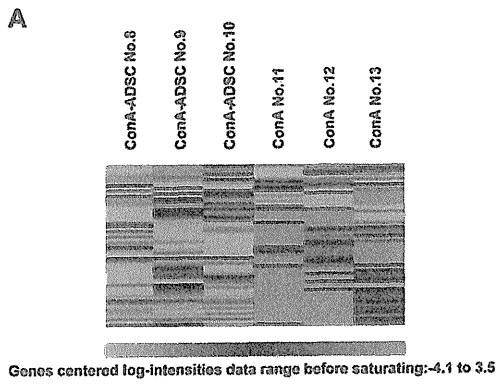 A
ConA-ADSC No.8
ConA-ADSC No.9
ConA-ADSC No.10
ConA No.11
ConA No.12
ConA No.13
Genes centered log-intensities data range before saturating:-4.1 to 3.5